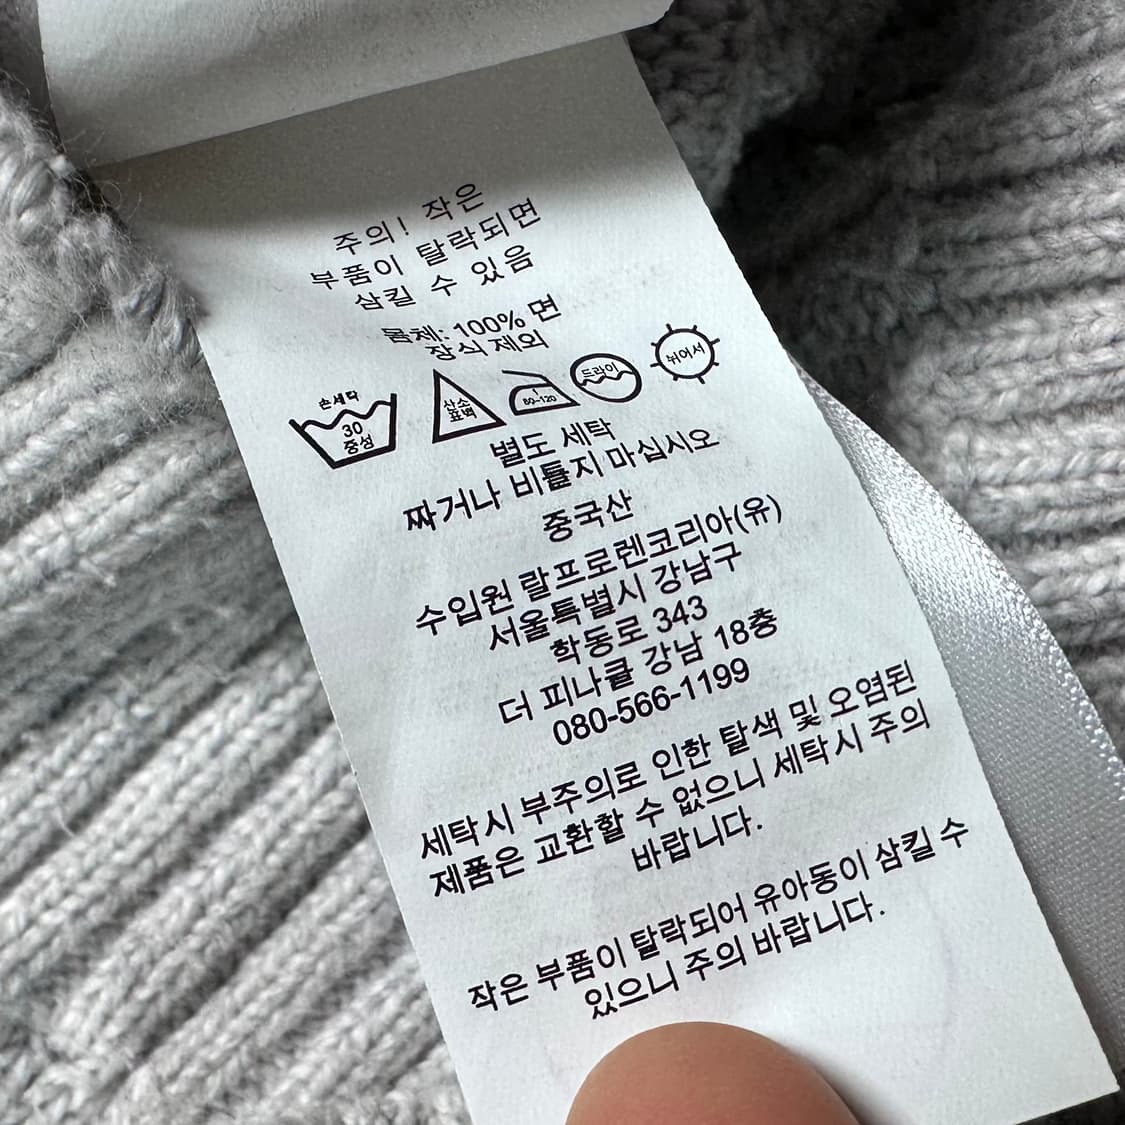 주의! 작은
부품이 탈락되면
삼킬 수 있음
몸체: 100% 면
장식 제외
손세탁
30
중성
산소
표백
80~120
드라이
뉘어서
별도 세탁
짜거나 비틀지 마십시오
중국산
수입원 랄프로렌코리아(유)
서울특별시 강남구
학동로 343
더 피나클 강남 18층
080-566-1199
세탁시 부주의로 인한 탈색 및 오염된
제품은 교환할 수 없으니 세탁시 주의
바랍니다.
작은 부품이 탈락되어 유아동이 삼킬 수
있으니 주의 바랍니다.